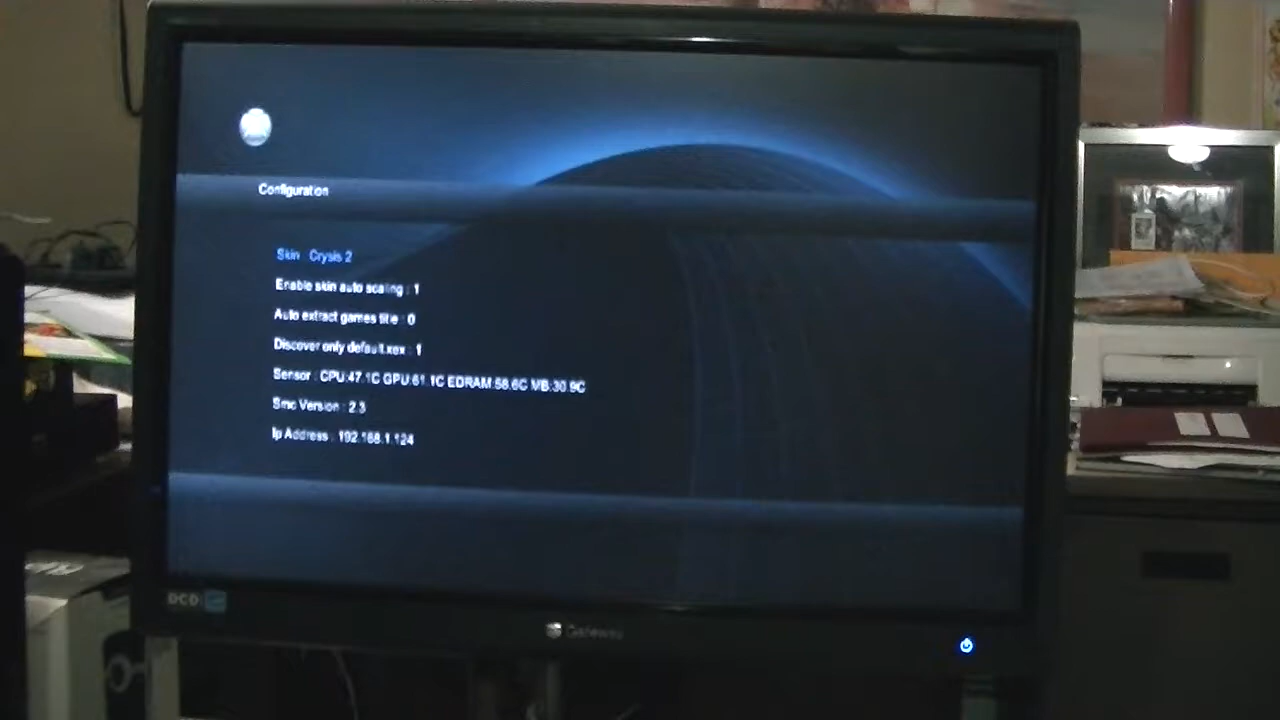 Configuration
Skin : Crysis 2
Enable skin auto scaling : 1
Auto extract games title : 0
Discover only default.xex : 1
Sensor : CPU:47.1C GPU:61.1C EDRAM:58.6C MB:30.9C
Smc Version : 2.3
Ip Address : 192.168.1.124
DCD
Gateway